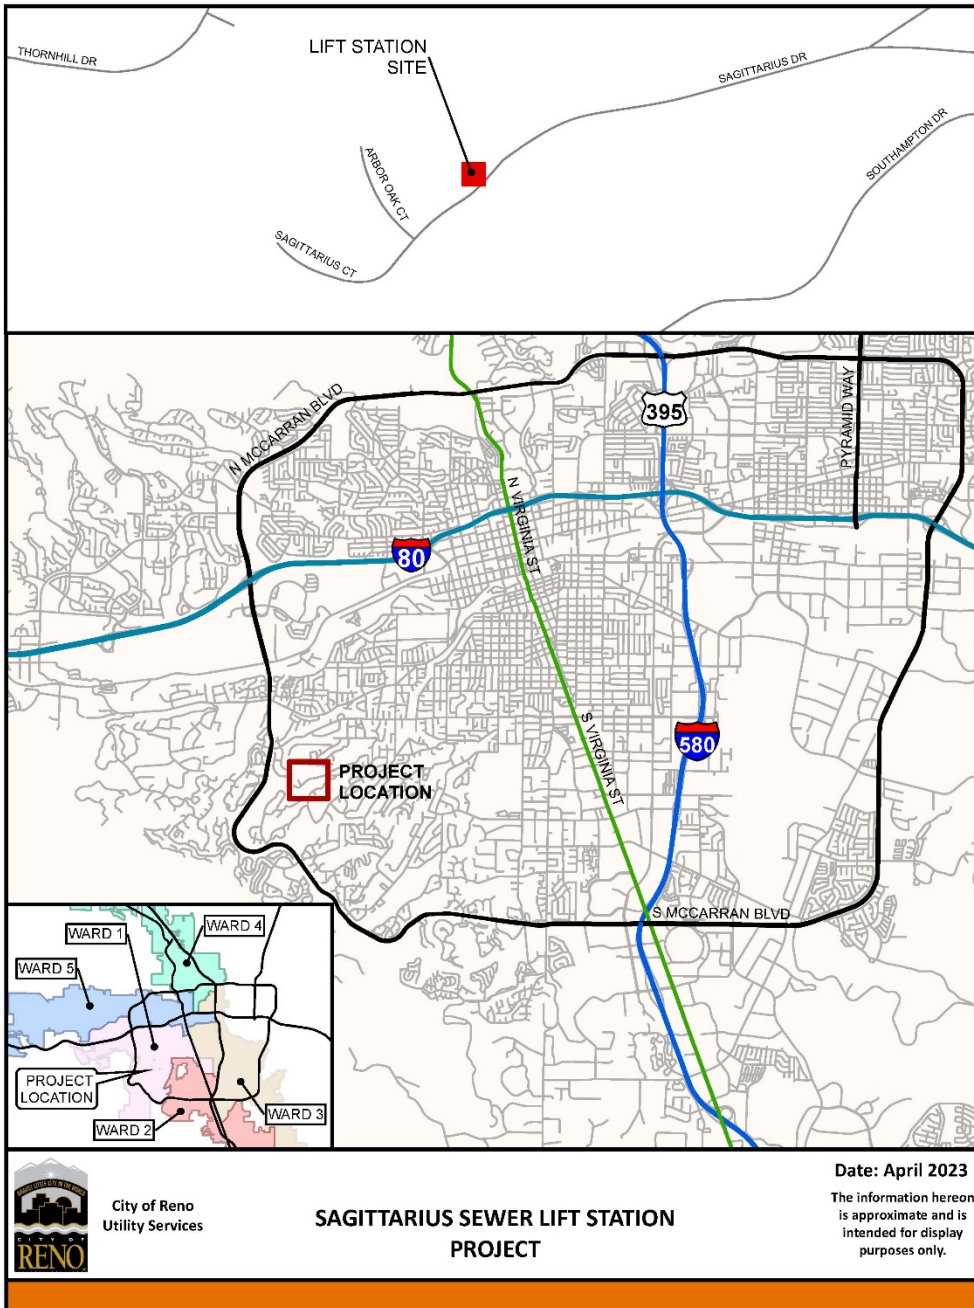 THORNHILL DR
LIFT STATION
SITE
SAGITTARIUS DR
SOUTHAMPTON DR
ARBOR OAK CT
SAGITTARIUS CT
N MCCARRAN BLVD
395
PYRAMID WAY
N VIRGINIA ST
80
S VIRGINIA ST
580
PROJECT
LOCATION
S MCCARRAN BLVD
WARD 1
WARD 4
WARD 5
PROJECT
LOCATION
WARD 3
WARD 2
CITY OF
RENO
City of Reno
Utility Services
SAGITTARIUS SEWER LIFT STATION
PROJECT
Date: April 2023
The information hereon
is approximate and is
intended for display
purposes only.